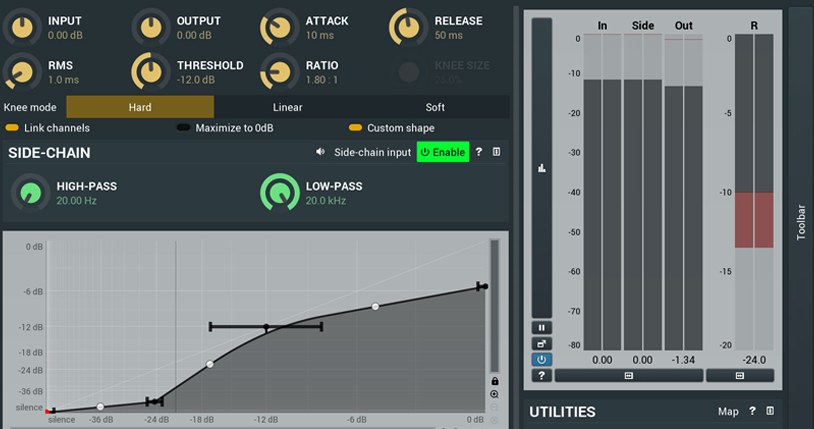 INPUT
0.00 dB
OUTPUT
0.00 dB
ATTACK
10 ms
RELEASE
50 ms
RMS
1.0 ms
THRESHOLD
-12.0 dB
RATIO
1.80 : 1
KNEE SIZE
Knee mode Hard Linear Soft
Link channels Maximize to 0dB Custom shape
SIDE-CHAIN Side-chain input Enable ?
HIGH-PASS
20.00 Hz
LOW-PASS
20.0 kHz
0 dB
-6 dB
-12 dB
-18 dB
-24 dB
-36 dB
silence
silence -36 dB -24 dB -18 dB -12 dB -6 dB 0 dB
In Side Out R
0
-10
-20
-30
-40
-50
-60
-70
-80
0
-5
-10
-15
-20
0.00 0.00 -1.34 -24.0
?
UTILITIES Map ?
Toolbar